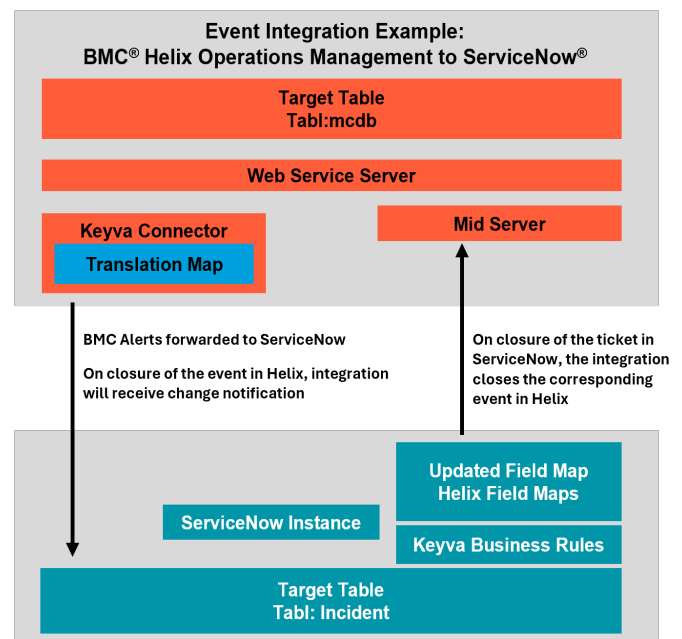 Event Integration Example:
BMC® Helix Operations Management to ServiceNow®
Target Table
Tabl:mcdb
Web Service Server
Keyva Connector
Translation Map
Mid Server
BMC Alerts forwarded to ServiceNow
On closure of the event in Helix, integration
will receive change notification
On closure of the ticket in
ServiceNow, the integration
closes the corresponding
event in Helix
Updated Field Map
Helix Field Maps
ServiceNow Instance
Keyva Business Rules
Target Table
Tabl: Incident